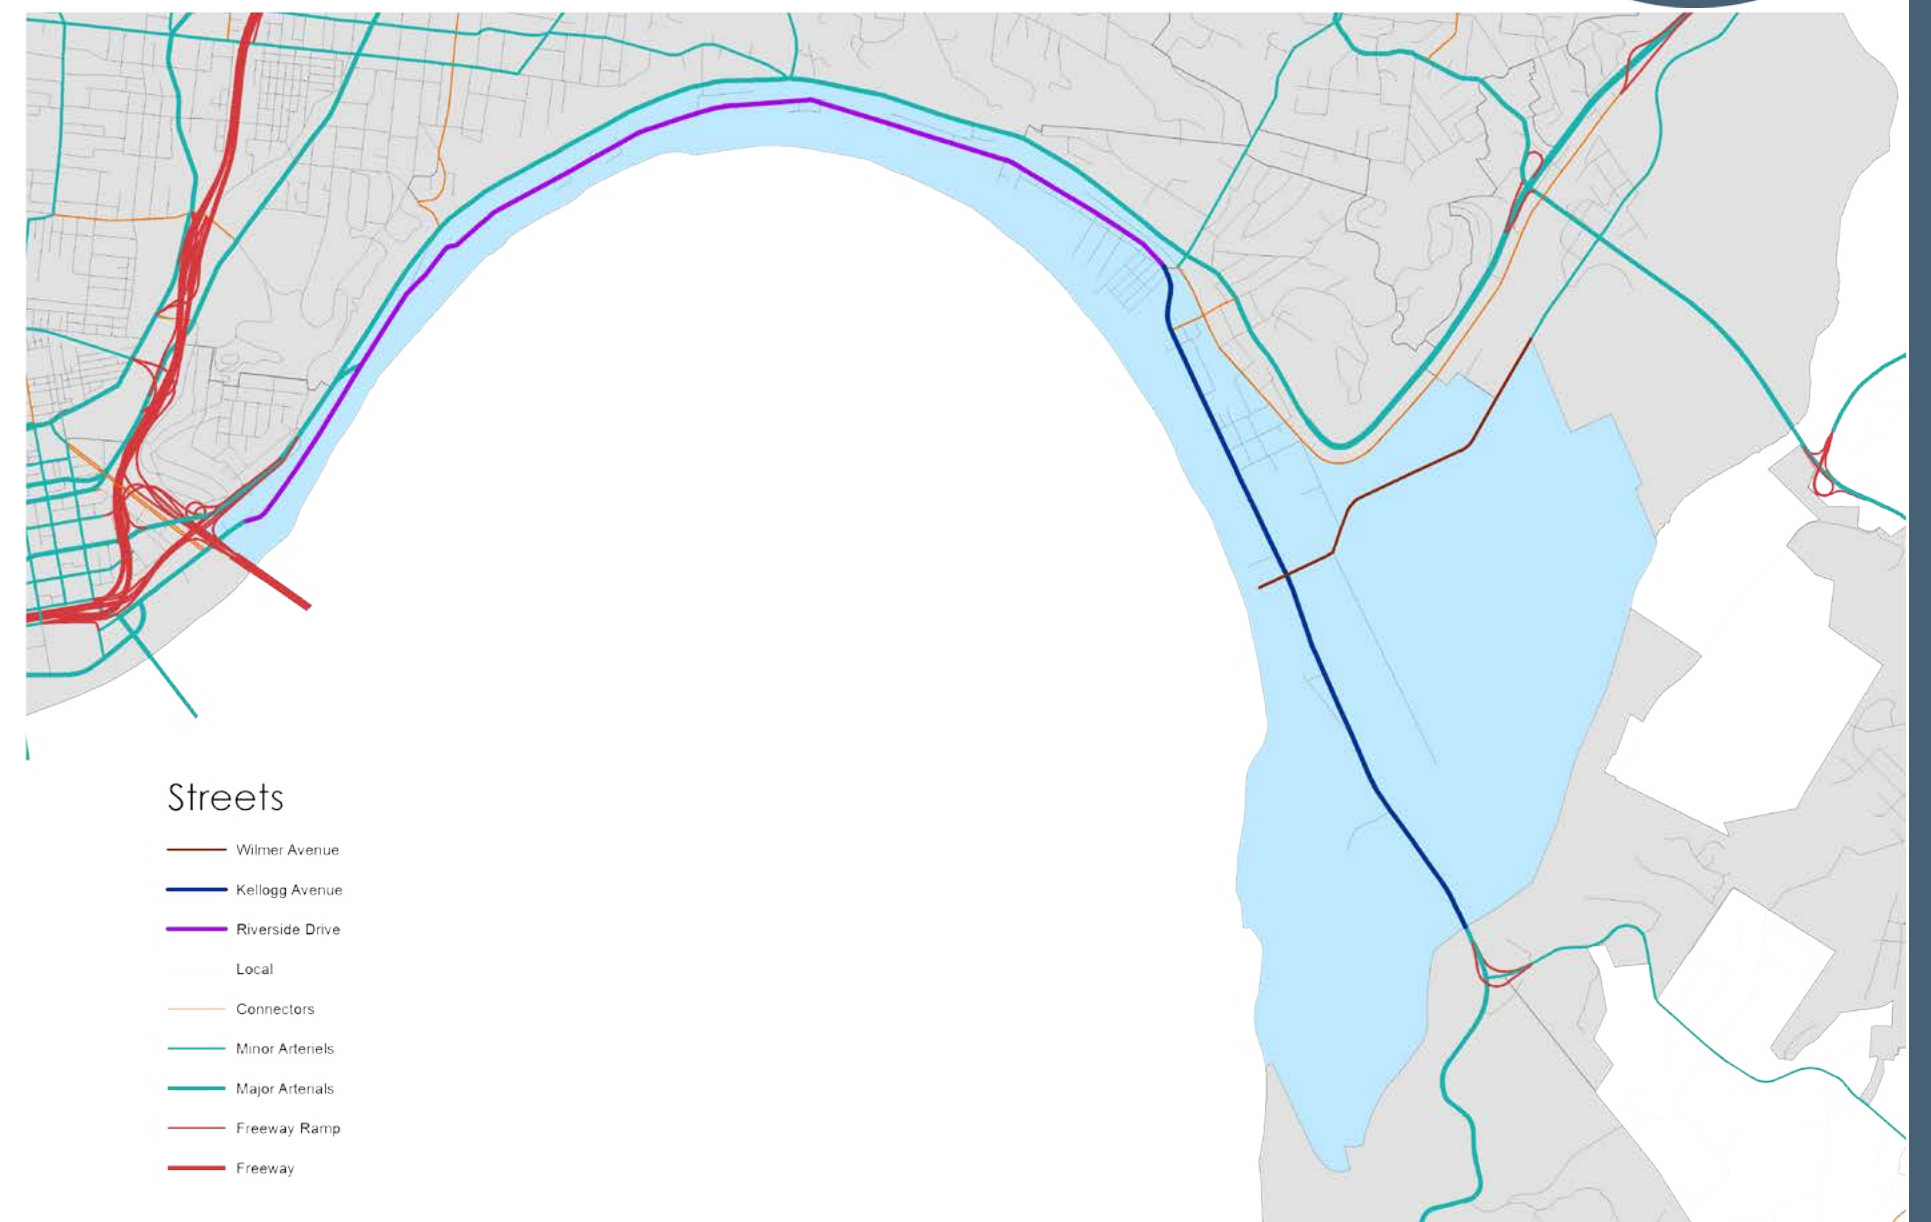 Streets
Wilmer Avenue
Kellogg Avenue
Riverside Drive
Local
Connectors
Minor Arteriels
Major Arterials
Freeway Ramp
Freeway